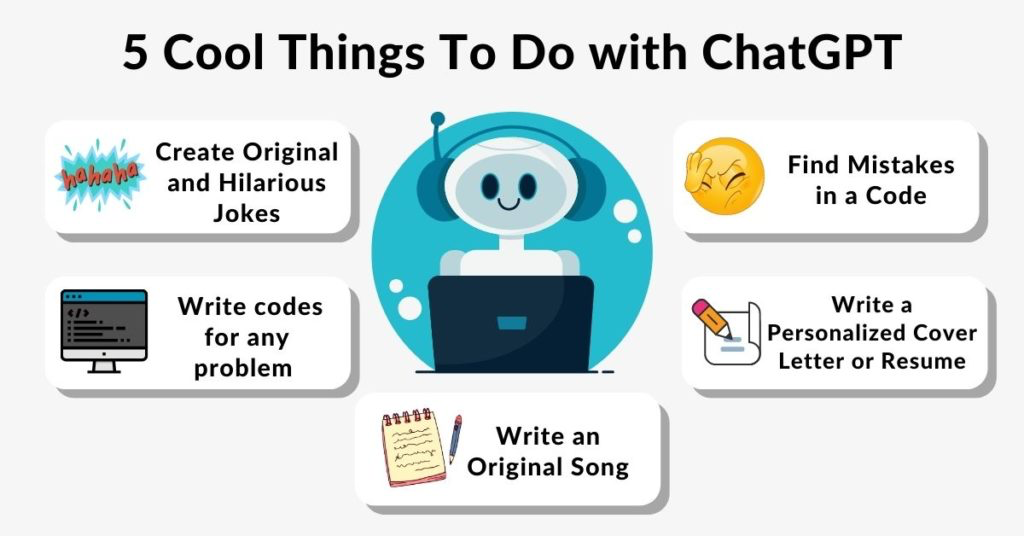 5 Cool Things To Do with ChatGPT
hahaha
Create Original
and Hilarious
Jokes
Find Mistakes
in a Code
</>
Write codes
for any
problem
Write a
Personalized Cover
Letter or Resume
Write an
Original Song